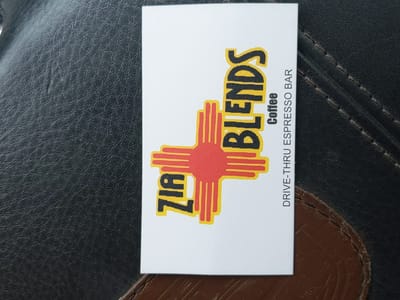 ZIA BLENDS
Coffee
DRIVE-THRU ESPRESSO BAR